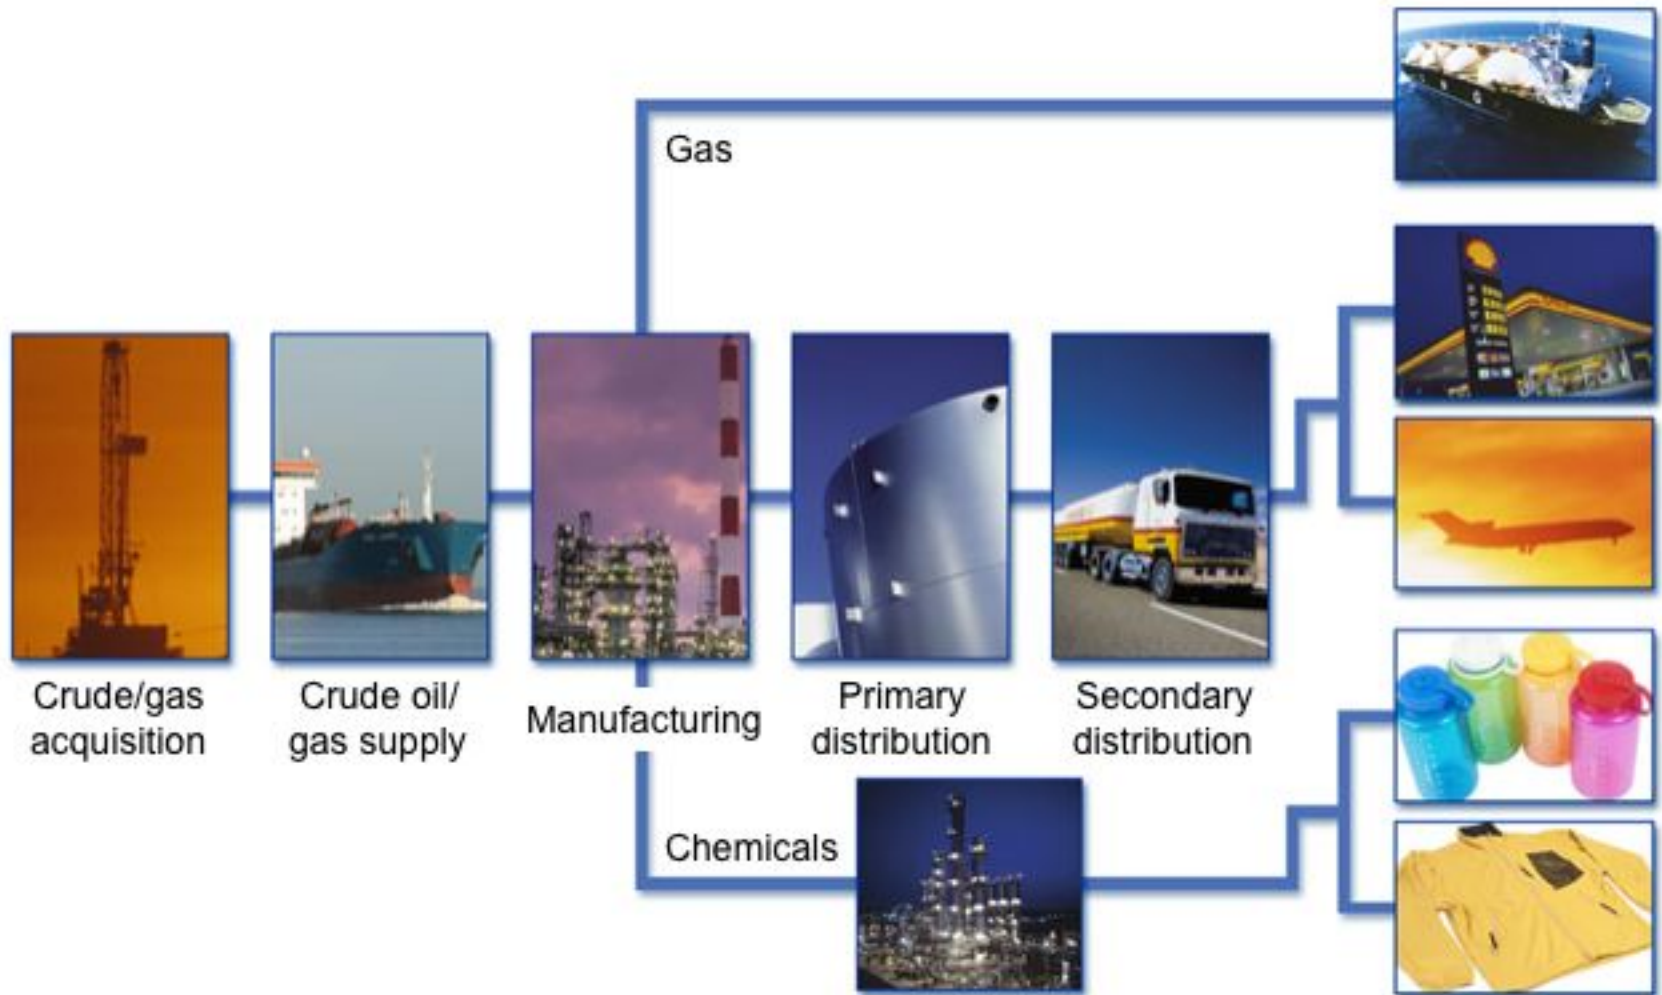 Gas
Crude/gas
acquisition
Crude oil/
gas supply
Manufacturing
Primary
distribution
Secondary
distribution
Chemicals